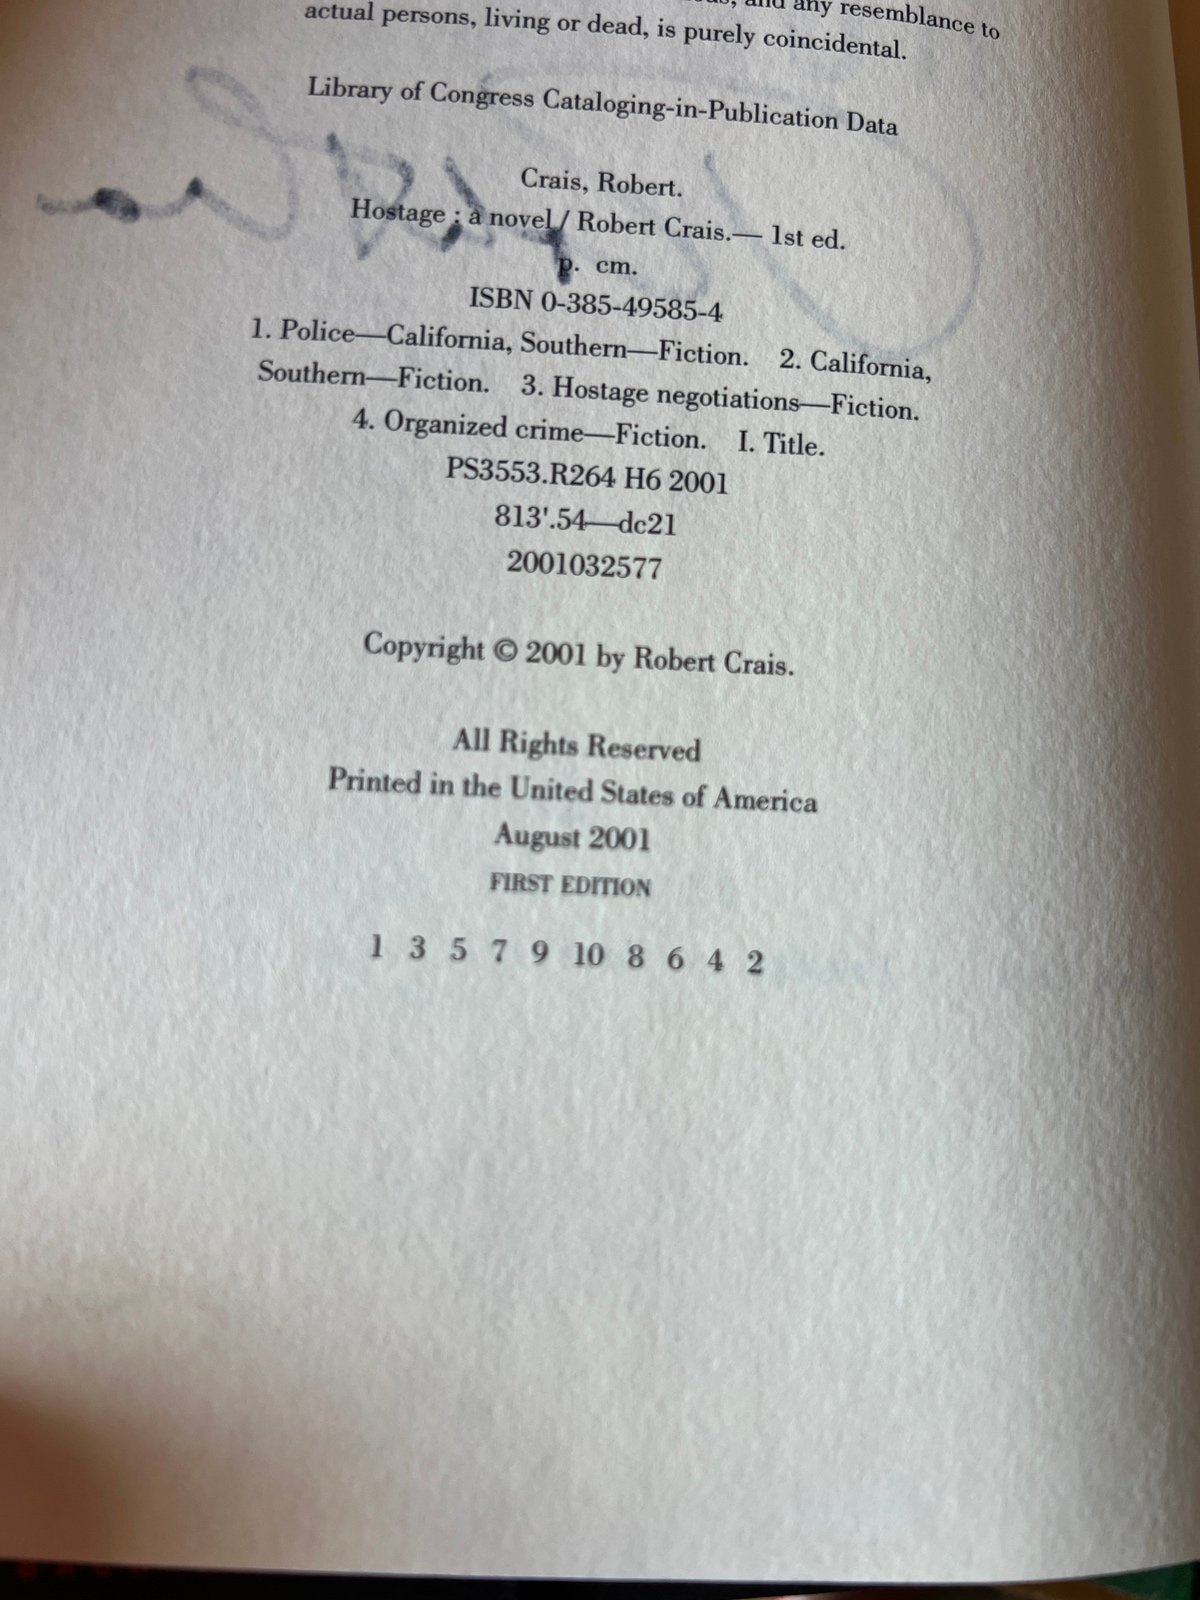 and any resemblance to
actual persons, living or dead, is purely coincidental.
Library of Congress Cataloging-in-Publication Data
Crais, Robert.
Hostage : a novel / Robert Crais.— 1st ed.
p. cm.
ISBN 0-385-49585-4
1. Police—California, Southern—Fiction. 2. California,
Southern—Fiction. 3. Hostage negotiations—Fiction.
4. Organized crime—Fiction. I. Title.
PS3553.R264 H6 2001
813'.54—dc21
2001032577
Copyright © 2001 by Robert Crais.
All Rights Reserved
Printed in the United States of America
August 2001
FIRST EDITION
1 3 5 7 9 10 8 6 4 2